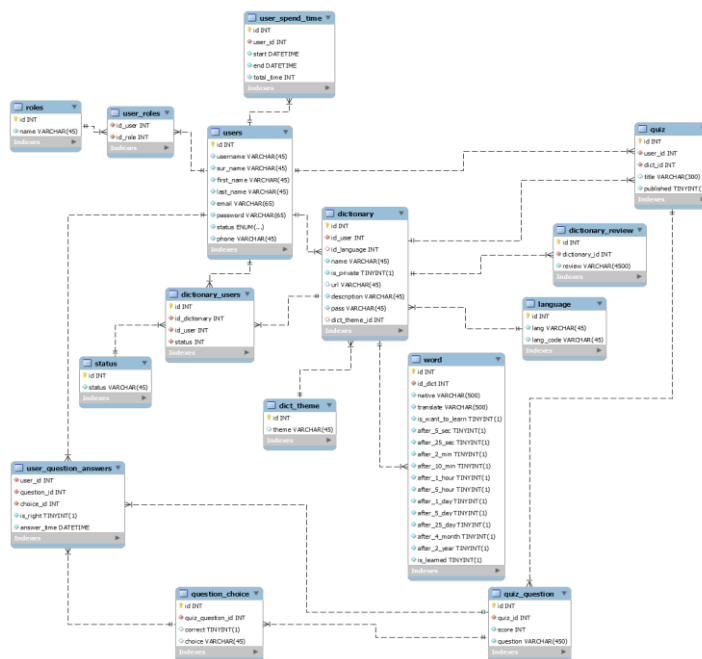 user_spend_time
id INT
user_id INT
start DATETIME
end DATETIME
total_time INT
Indexes
roles
id INT
name VARCHAR(45)
Indexes
user_roles
id_user INT
id_role INT
Indexes
users
id INT
username VARCHAR(45)
sur_name VARCHAR(45)
first_name VARCHAR(45)
last_name VARCHAR(45)
email VARCHAR(65)
password VARCHAR(65)
status ENUM(...)
phone VARCHAR(45)
Indexes
quiz
id INT
user_id INT
dict_id INT
title VARCHAR(300)
published TINYINT(1)
Indexes
dictionary
id INT
id_user INT
id_language INT
name VARCHAR(45)
is_private TINYINT(1)
url VARCHAR(45)
description VARCHAR(45)
pass VARCHAR(45)
dict_theme_id INT
Indexes
dictionary_review
id INT
dictionary_id INT
review VARCHAR(4500)
Indexes
dictionary_users
id INT
id_dictionary INT
id_user INT
status INT
Indexes
language
id INT
lang VARCHAR(45)
lang_code VARCHAR(45)
Indexes
status
id INT
status VARCHAR(45)
Indexes
word
id INT
id_dict INT
native VARCHAR(500)
translate VARCHAR(500)
is_want_to_learn TINYINT(1)
after_5_sec TINYINT(1)
after_25_sec TINYINT(1)
after_2_min TINYINT(1)
after_10_min TINYINT(1)
after_1_hour TINYINT(1)
after_5_hour TINYINT(1)
after_1_day TINYINT(1)
after_5_day TINYINT(1)
after_25_day TINYINT(1)
after_4_month TINYINT(1)
after_2_year TINYINT(1)
is_learned TINYINT(1)
Indexes
dict_theme
id INT
theme VARCHAR(45)
Indexes
user_question_answers
user_id INT
question_id INT
choice_id INT
is_right TINYINT(1)
answer_time DATETIME
Indexes
question_choice
id INT
quiz_question_id INT
correct TINYINT(1)
choice VARCHAR(45)
Indexes
quiz_question
id INT
quiz_id INT
score INT
question VARCHAR(450)
Indexes